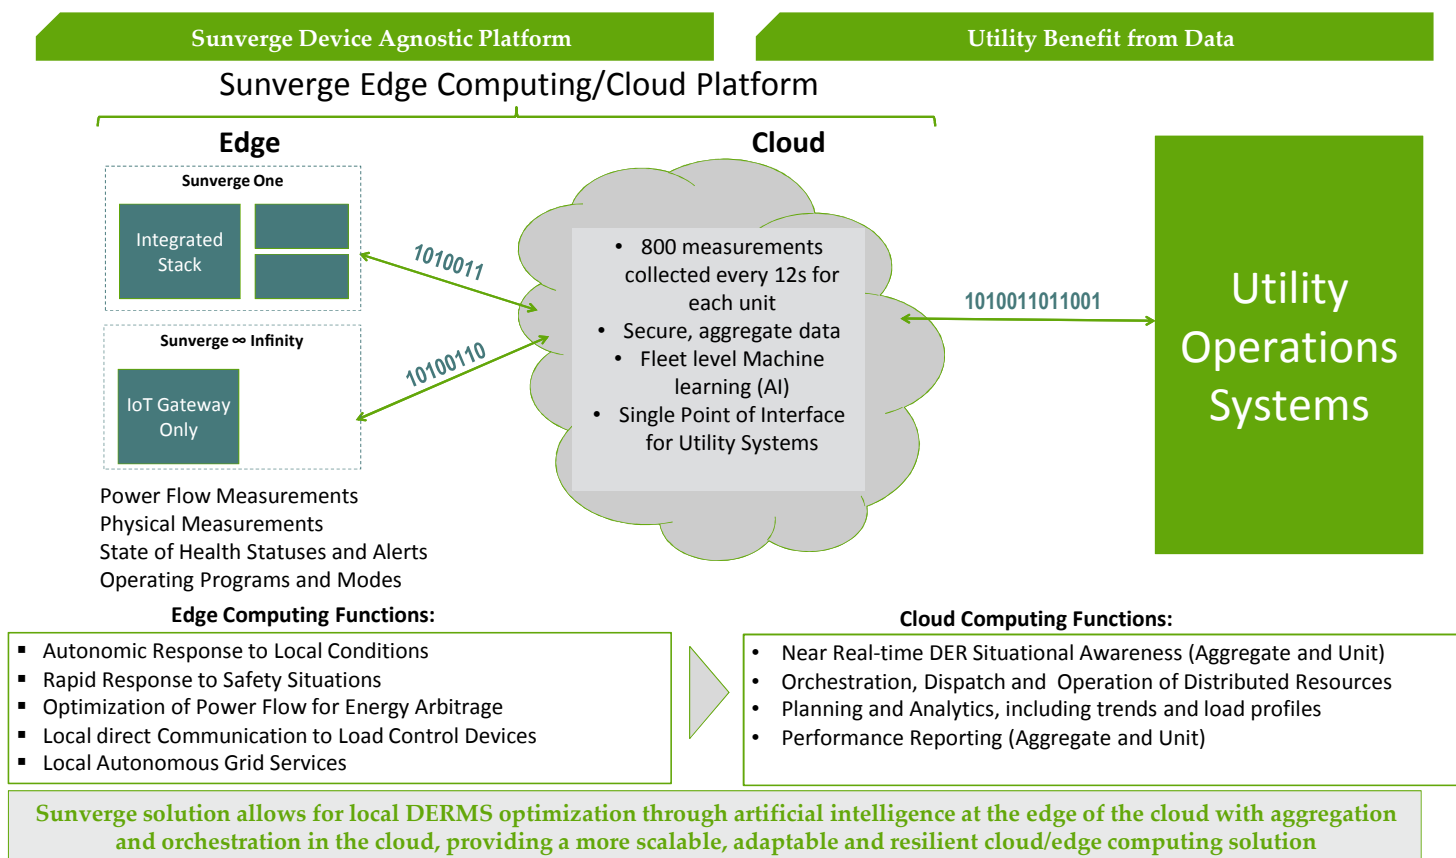 Sunverge Device Agnostic Platform
Utility Benefit from Data
Sunverge Edge Computing/Cloud Platform
Edge
Cloud
Sunverge One
Integrated
Stack
1010011
Sunverge ∞ Infinity
IoT Gateway
Only
10100110
• 800 measurements
collected every 12s for
each unit
• Secure, aggregate data
• Fleet level Machine
learning (AI)
• Single Point of Interface
for Utility Systems
1010011011001
Utility
Operations
Systems
Power Flow Measurements
Physical Measurements
State of Health Statuses and Alerts
Operating Programs and Modes
Edge Computing Functions:
▪ Autonomic Response to Local Conditions
▪ Rapid Response to Safety Situations
▪ Optimization of Power Flow for Energy Arbitrage
▪ Local direct Communication to Load Control Devices
▪ Local Autonomous Grid Services
Cloud Computing Functions:
• Near Real-time DER Situational Awareness (Aggregate and Unit)
• Orchestration, Dispatch and Operation of Distributed Resources
• Planning and Analytics, including trends and load profiles
• Performance Reporting (Aggregate and Unit)
Sunverge solution allows for local DERMS optimization through artificial intelligence at the edge of the cloud with aggregation
and orchestration in the cloud, providing a more scalable, adaptable and resilient cloud/edge computing solution